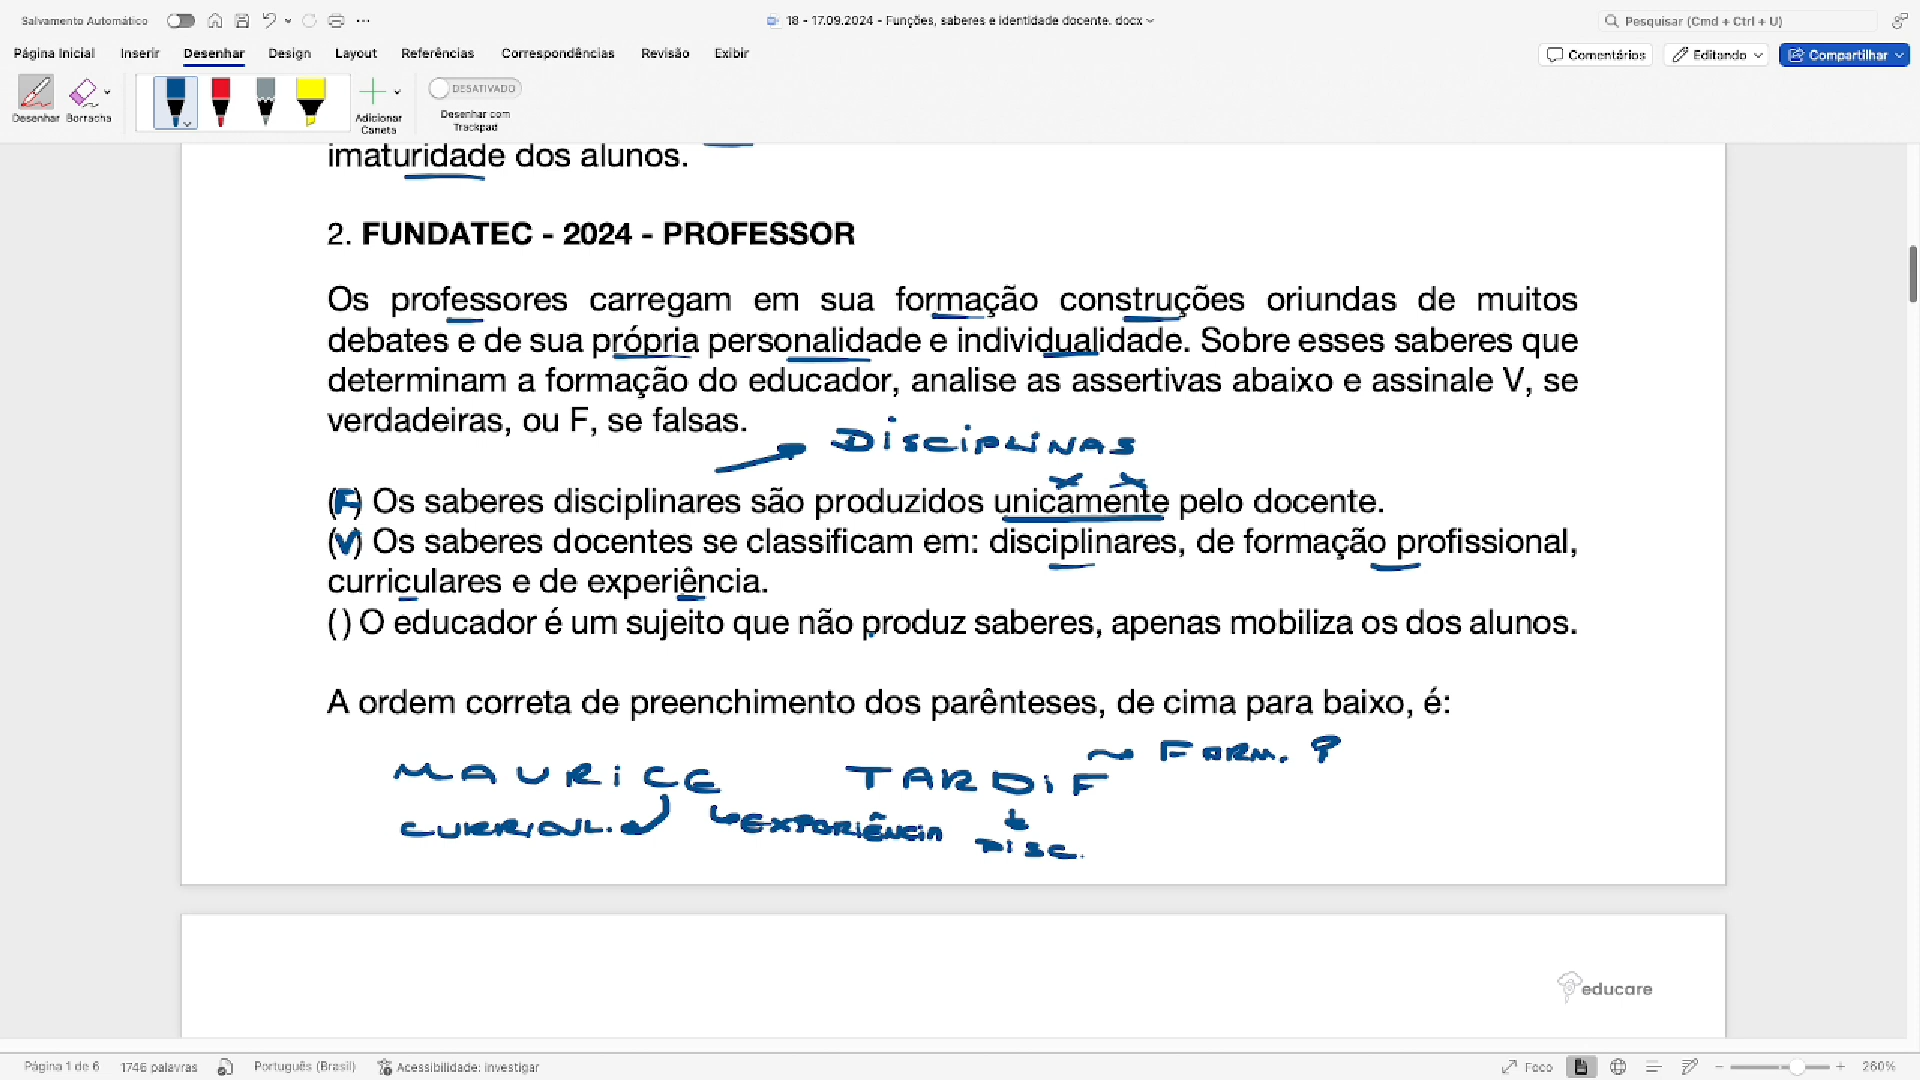 Salvamento Automático
18 - 17.09.2024 - Funções, saberes e identidade docente. docx
Pesquisar (Cmd + Ctrl + U)
Página Inicial Inserir Desenhar Design Layout Referências Correspondências Revisão Exibir
Comentários Editando Compartilhar
Desenhar Borracha Adicionar Caneta DESATIVADO Desenhar com Trackpad
imaturidade dos alunos.
2. FUNDATEC - 2024 - PROFESSOR
Os professores carregam em sua formação construções oriundas de muitos
debates e de sua própria personalidade e individualidade. Sobre esses saberes que
determinam a formação do educador, analise as assertivas abaixo e assinale V, se
verdadeiras, ou F, se falsas.
DISCIPLINAS
(F) Os saberes disciplinares são produzidos unicamente pelo docente.
(V) Os saberes docentes se classificam em: disciplinares, de formação profissional,
curriculares e de experiência.
( ) O educador é um sujeito que não produz saberes, apenas mobiliza os dos alunos.
A ordem correta de preenchimento dos parênteses, de cima para baixo, é:
FORM. P
MAURiCE TARDiF
CURRICUL. EXPERIÊNCIA
DISC.
educare
Página 1 de 6 1746 palavras Português (Brasil) Acessibilidade: investigar Foco 260%